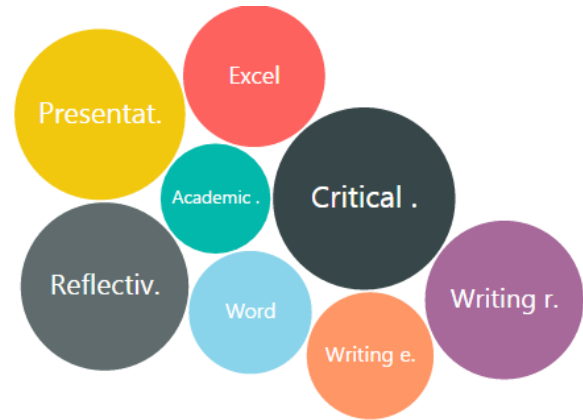 Excel
Presentat.
Academic .
Critical .
Reflectiv.
Word
Writing r.
Writing e.